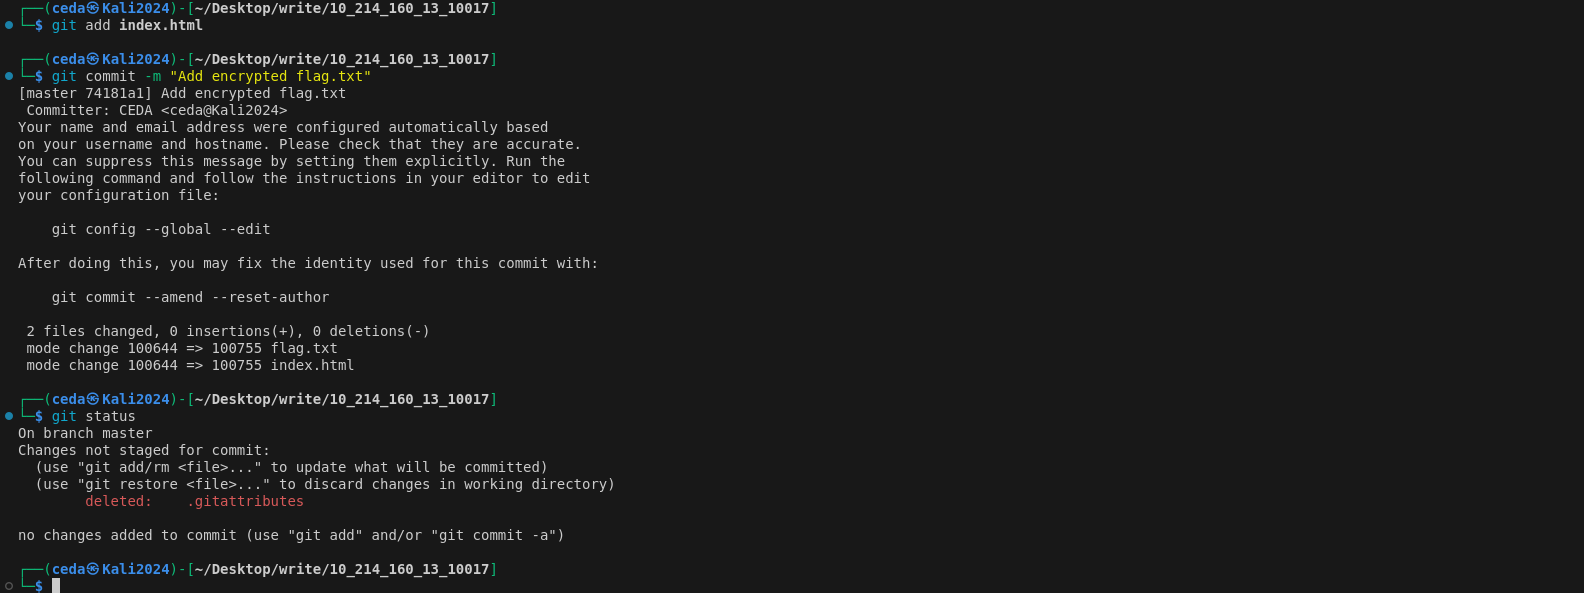 ┌──(ceda㉿Kali2024)-[~/Desktop/write/10_214_160_13_10017]
└─$ git add index.html
┌──(ceda㉿Kali2024)-[~/Desktop/write/10_214_160_13_10017]
└─$ git commit -m "Add encrypted flag.txt"
[master 74181a1] Add encrypted flag.txt
 Committer: CEDA <ceda@Kali2024>
Your name and email address were configured automatically based
on your username and hostname. Please check that they are accurate.
You can suppress this message by setting them explicitly. Run the
following command and follow the instructions in your editor to edit
your configuration file:
    git config --global --edit
After doing this, you may fix the identity used for this commit with:
    git commit --amend --reset-author
 2 files changed, 0 insertions(+), 0 deletions(-)
 mode change 100644 => 100755 flag.txt
 mode change 100644 => 100755 index.html
┌──(ceda㉿Kali2024)-[~/Desktop/write/10_214_160_13_10017]
└─$ git status
On branch master
Changes not staged for commit:
  (use "git add/rm <file>..." to update what will be committed)
  (use "git restore <file>..." to discard changes in working directory)
        deleted:    .gitattributes
no changes added to commit (use "git add" and/or "git commit -a")
┌──(ceda㉿Kali2024)-[~/Desktop/write/10_214_160_13_10017]
└─$